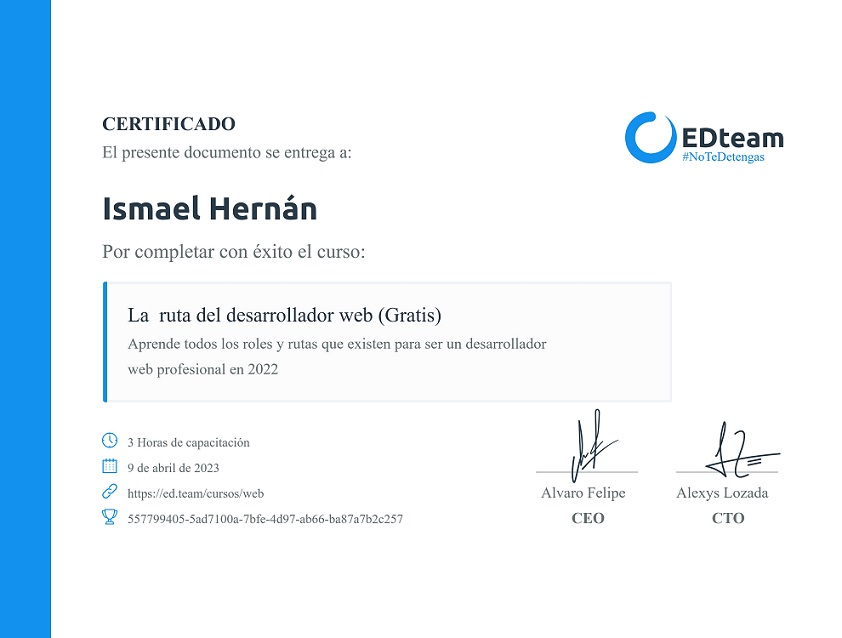 CERTIFICADO
El presente documento se entrega a:
EDteam
#NoTeDetengas
Ismael Hernán
Por completar con éxito el curso:
La ruta del desarrollador web (Gratis)
Aprende todos los roles y rutas que existen para ser un desarrollador
web profesional en 2022
3 Horas de capacitación
9 de abril de 2023
https://ed.team/cursos/web
557799405-5ad7100a-7bfe-4d97-ab66-ba87a7b2c257
Alvaro Felipe
CEO
Alexys Lozada
CTO